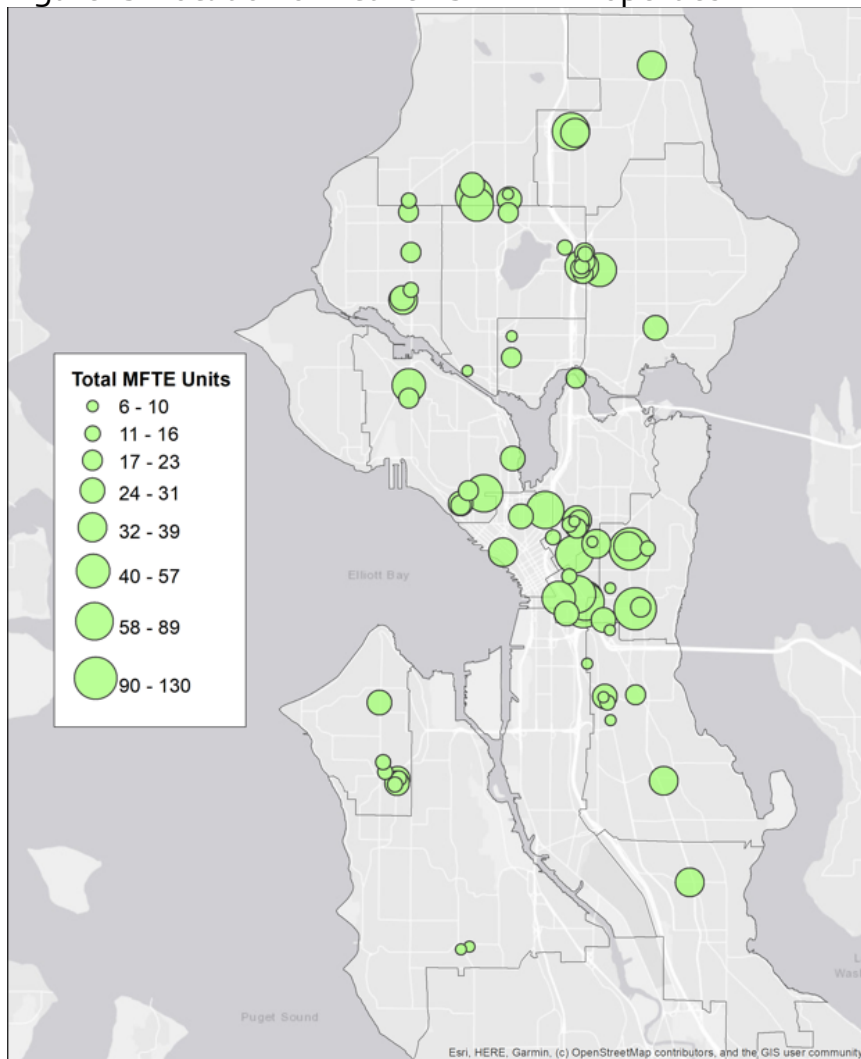 Total MFTE Units
6 - 10
11 - 16
17 - 23
24 - 31
32 - 39
40 - 57
58 - 89
90 - 130
Elliott Bay
Puget Sound
Esri, HERE, Garmin, (c) OpenStreetMap contributors, and the GIS user community